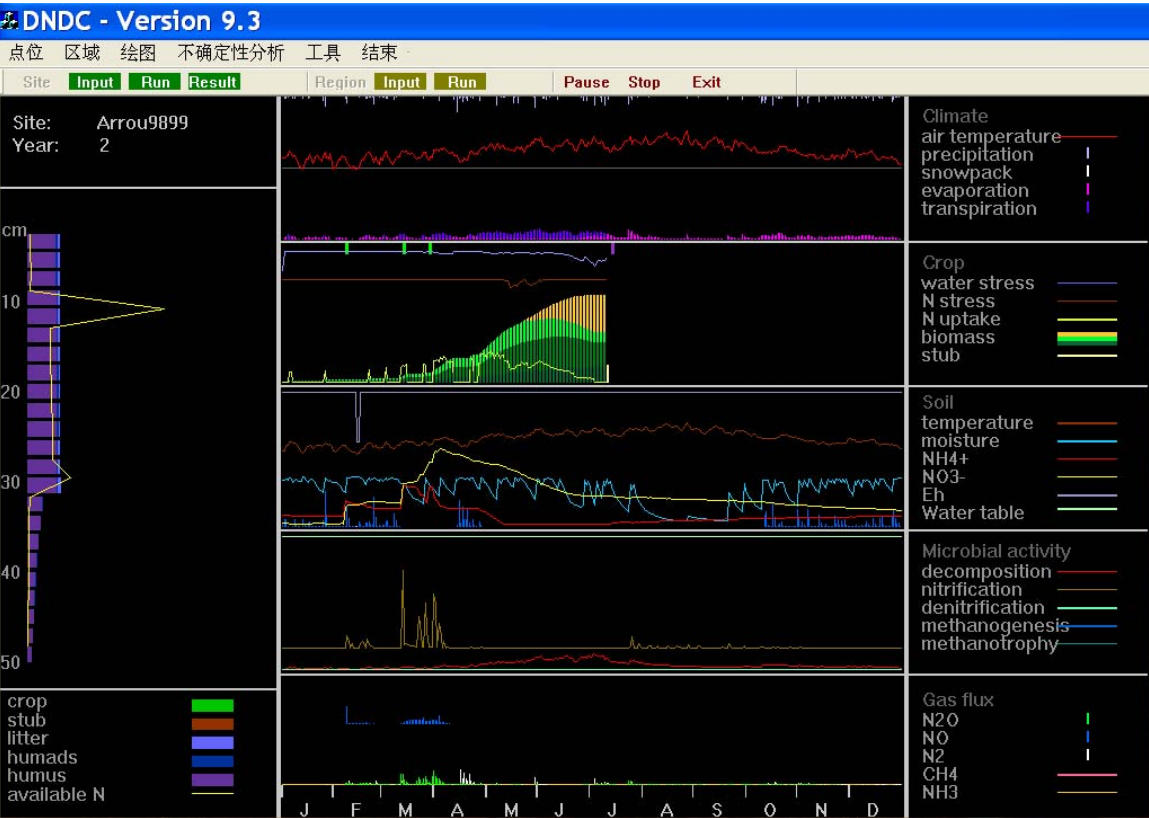 DNDC - Version 9.3
点位 区域 绘图 不确定性分析 工具 结束
Site Input Run Result Region Input Run Pause Stop Exit
Site: Arrou9899
Year: 2
cm
10
20
30
40
50
crop
stub
litter
humads
humus
available N
Climate
air temperature
precipitation
snowpack
evaporation
transpiration
Crop
water stress
N stress
N uptake
biomass
stub
Soil
temperature
moisture
NH4+
NO3-
Eh
Water table
Microbial activity
decomposition
nitrification
denitrification
methanogenesis
methanotrophy
Gas flux
N2O
NO
N2
CH4
NH3
J F M A M J J A S O N D